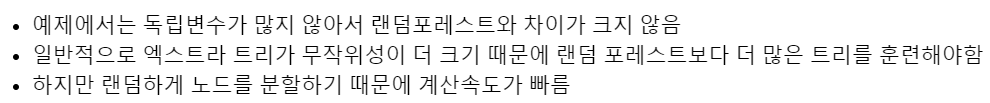 • 예제에서는 독립변수가 많지 않아서 랜덤포레스트와 차이가 크지 않음
• 일반적으로 엑스트라 트리가 무작위성이 더 크기 때문에 랜덤 포레스트보다 더 많은 트리를 훈련해야함
• 하지만 랜덤하게 노드를 분할하기 때문에 계산속도가 빠름